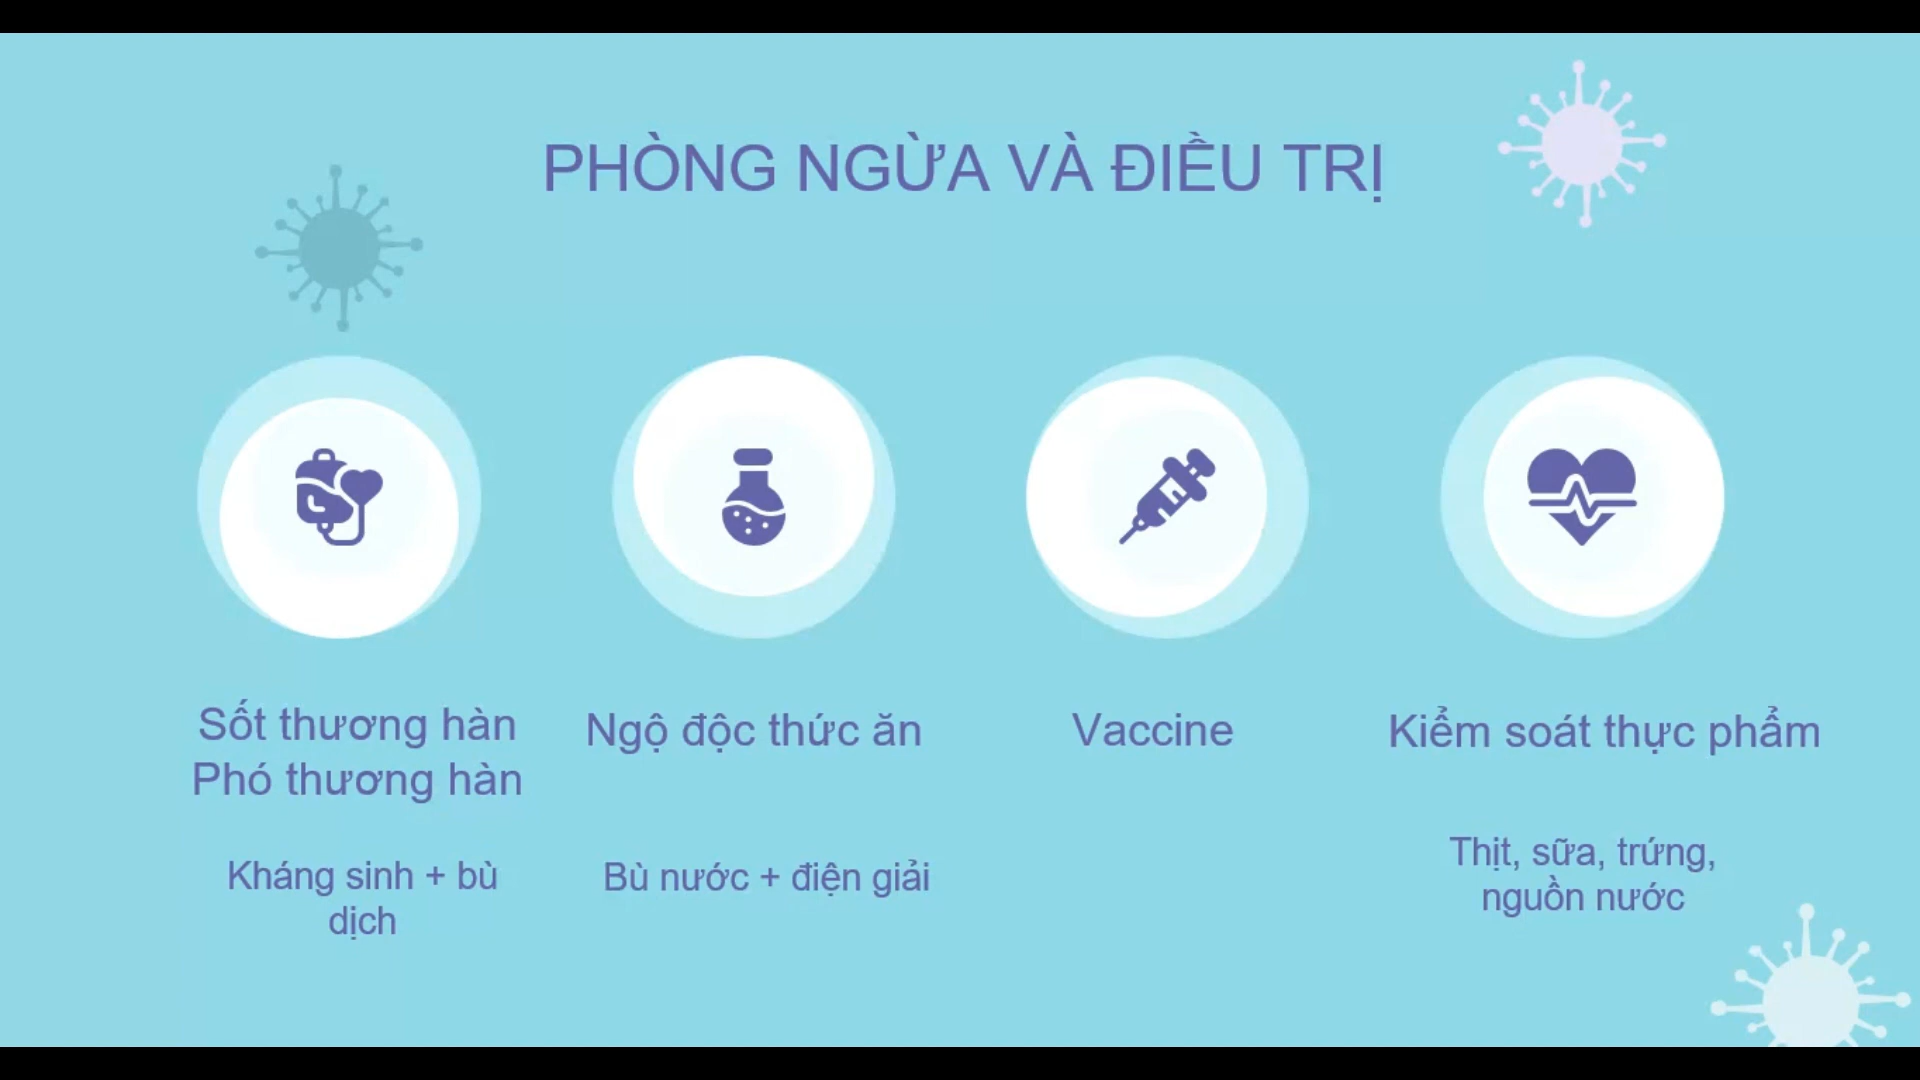 PHÒNG NGỪA VÀ ĐIỀU TRỊ
Sốt thương hàn
Phó thương hàn
Kháng sinh + bù
dịch
Ngộ độc thức ăn
Bù nước + điện giải
Vaccine
Kiểm soát thực phẩm
Thịt, sữa, trứng,
nguồn nước